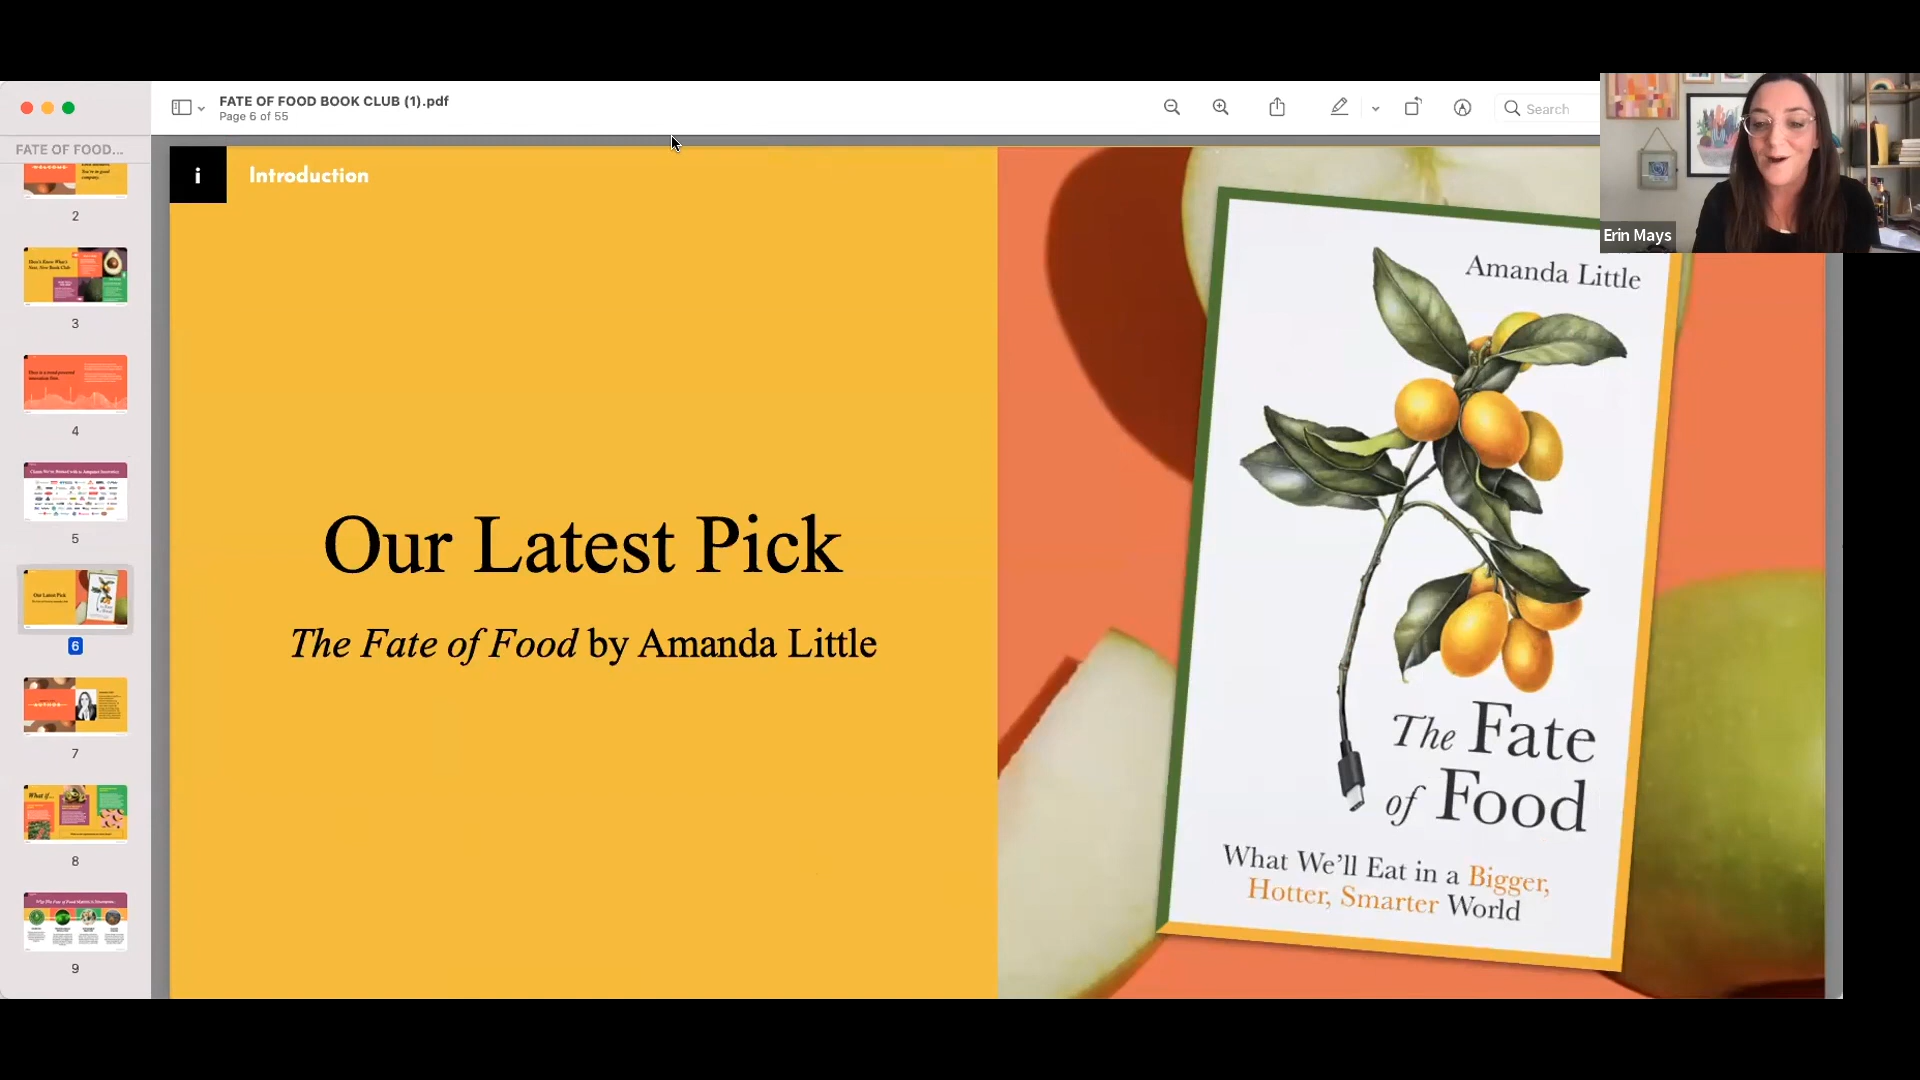 FATE OF FOOD BOOK CLUB (1).pdf
Page 6 of 55
Search
FATE OF FOOD...
2
3
4
5
6
7
8
What if...
9
i
Introduction
Our Latest Pick
The Fate of Food by Amanda Little
Amanda Little
The Fate
of Food
What We'll Eat in a Bigger,
Hotter, Smarter World
Erin Mays